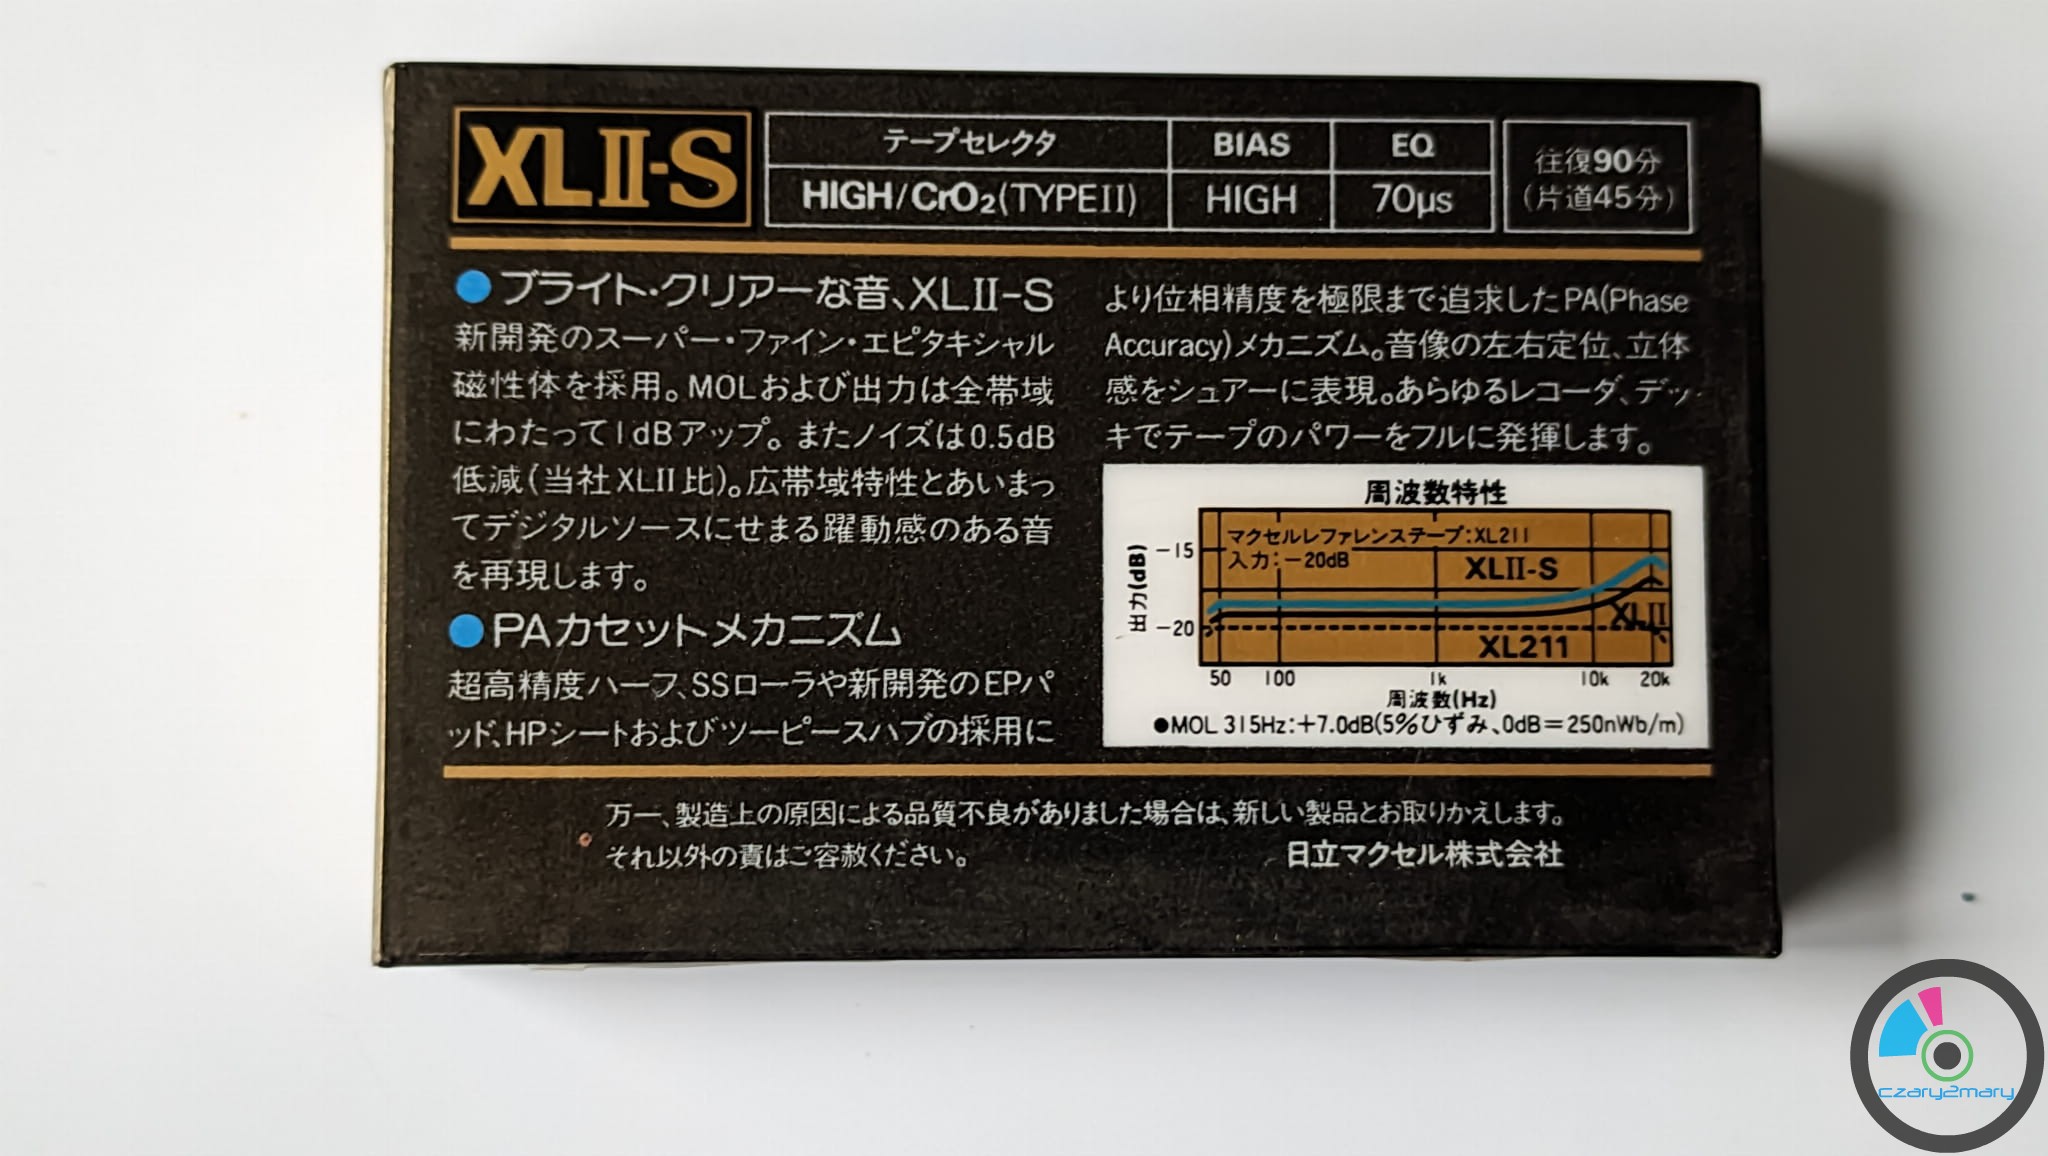 XLII-S
テープセレクタ BIAS EQ
HIGH/CrO₂(TYPEII) HIGH 70μs
往復90分
(片道45分)
●ブライト・クリアーな音、XLII-S
新開発のスーパー・ファイン・エピタキシャル
磁性体を採用。MOLおよび出力は全帯域
にわたって1dBアップ。またノイズは0.5dB
低減(当社XLII比)。広帯域特性とあいまっ
てデジタルソースにせまる躍動感のある音
を再現します。
●PAカセットメカニズム
超高精度ハーフ、SSローラや新開発のEPパ
ッド、HPシートおよびツーピースハブの採用に
より位相精度を極限まで追求したPA(Phase
Accuracy)メカニズム。音像の左右定位、立体
感をシュアーに表現。あらゆるレコーダ、デッ
キでテープのパワーをフルに発揮します。
周波数特性
マクセルレファレンステープ:XL211
入力:-20dB
出力(dB)
-15
-20
XLII-S
XLII
XL211
50 100 1k 10k 20k
周波数(Hz)
●MOL 315Hz:+7.0dB(5%ひずみ、0dB=250nWb/m)
万一、製造上の原因による品質不良がありました場合は、新しい製品とお取りかえします。
それ以外の責はご容赦ください。
日立マクセル株式会社
czary2mary